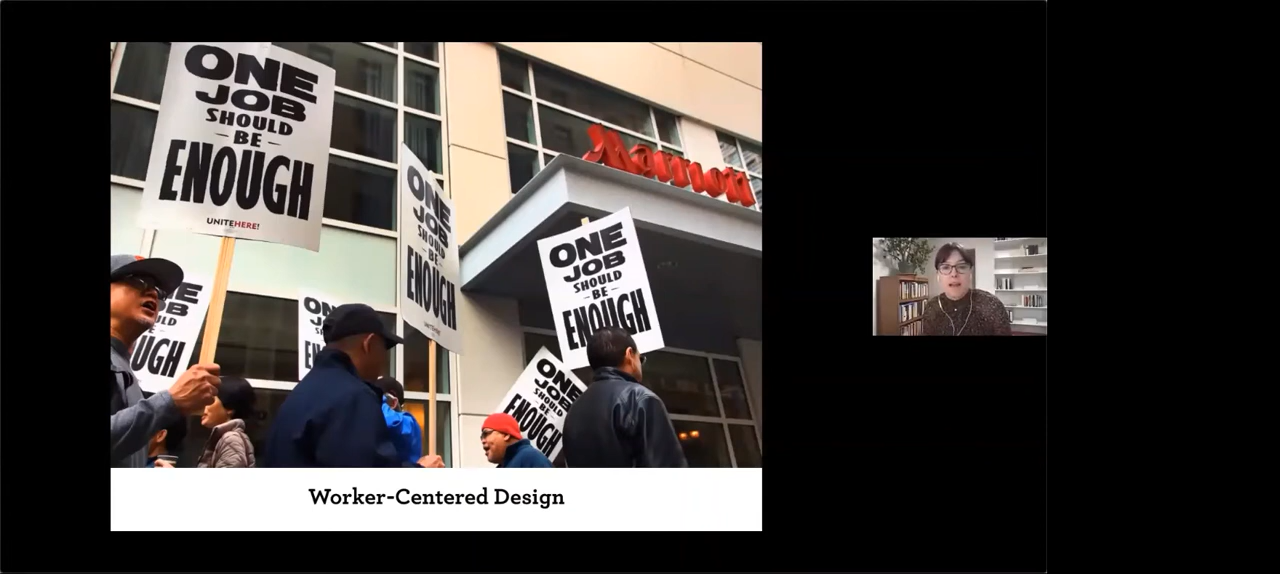 ONE
JOB
SHOULD
-BE-
ENOUGH
UNITEHERE!
ONE
JOB
SHOULD
-BE-
ENOUGH
Marriott
ONE
JOB
SHOULD
-BE-
ENOUGH
ONE
JOB
SHOULD
-BE-
ENOUGH
Worker-Centered Design